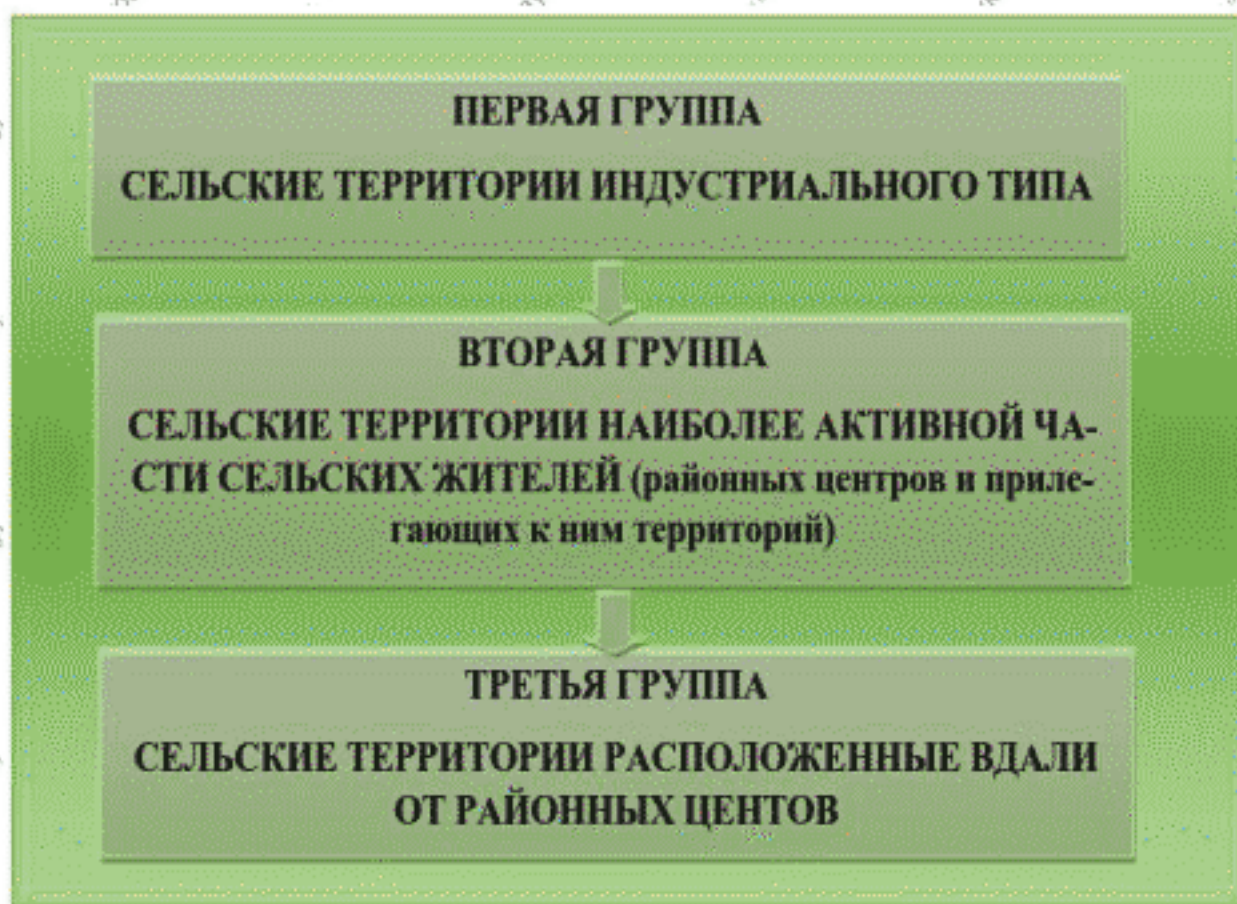 ПЕРВАЯ ГРУППА
СЕЛЬСКИЕ ТЕРРИТОРИИ ИНДУСТРИАЛЬНОГО ТИПА
ВТОРАЯ ГРУППА
СЕЛЬСКИЕ ТЕРРИТОРИИ НАИБОЛЕЕ АКТИВНОЙ ЧА-
СТИ СЕЛЬСКИХ ЖИТЕЛЕЙ (районных центров и приле-
гающих к ним территорий)
ТРЕТЬЯ ГРУППА
СЕЛЬСКИЕ ТЕРРИТОРИИ РАСПОЛОЖЕННЫЕ ВДАЛИ
ОТ РАЙОННЫХ ЦЕНТОВ